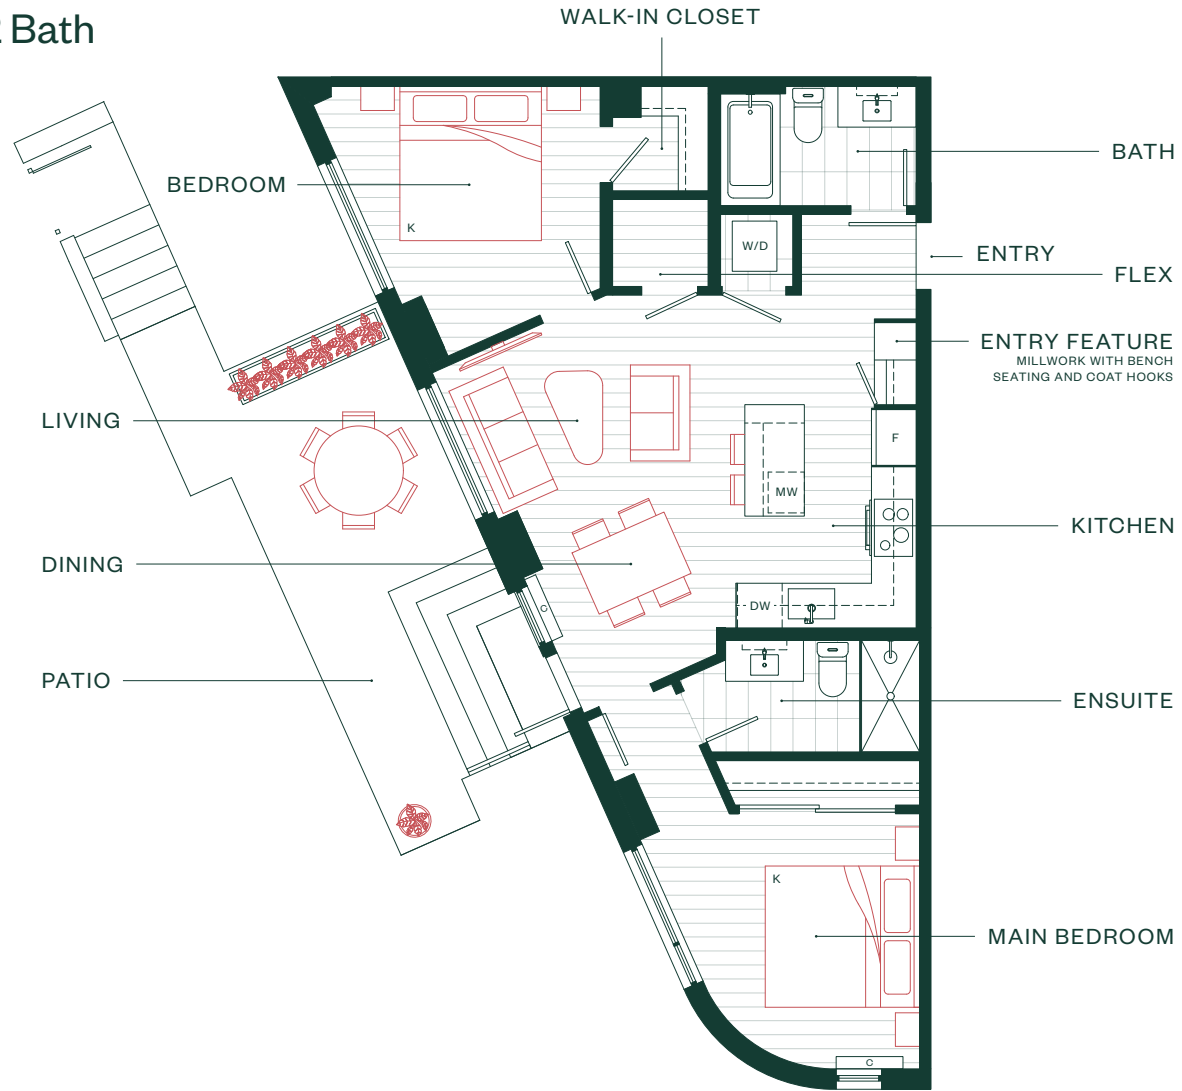 Bath
WALK-IN CLOSET
BATH
BEDROOM
K
W/D
ENTRY
FLEX
ENTRY FEATURE
MILLWORK WITH BENCH
SEATING AND COAT HOOKS
LIVING
F
MW
KITCHEN
DINING
C
DW
PATIO
ENSUITE
K
MAIN BEDROOM
C